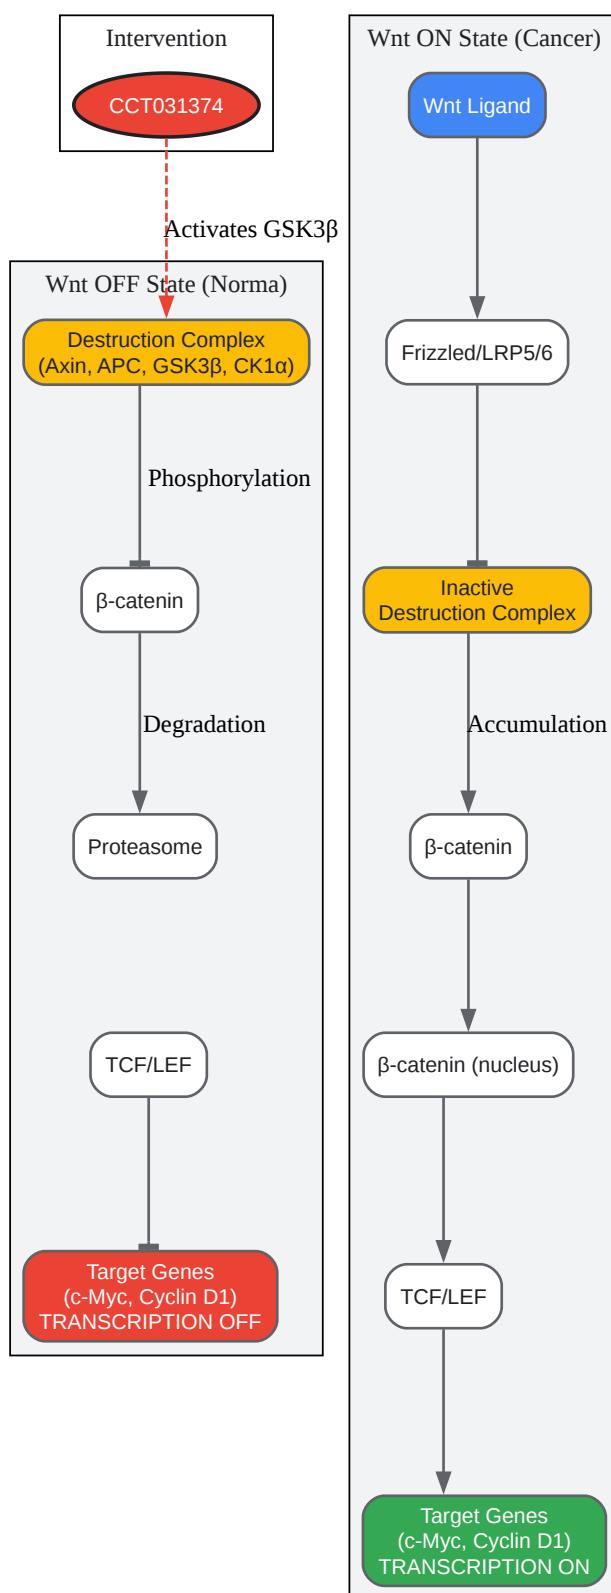 Intervention
CCT031374
Activates GSK3β
Wnt OFF State (Norma)
Destruction Complex
(Axin, APC, GSK3β, CK1α)
Phosphorylation
β-catenin
Degradation
Proteasome
TCF/LEF
Target Genes
(c-Myc, Cyclin D1)
TRANSCRIPTION OFF
Wnt ON State (Cancer)
Wnt Ligand
Frizzled/LRP5/6
Inactive
Destruction Complex
Accumulation
β-catenin
β-catenin (nucleus)
TCF/LEF
Target Genes
(c-Myc, Cyclin D1)
TRANSCRIPTION ON